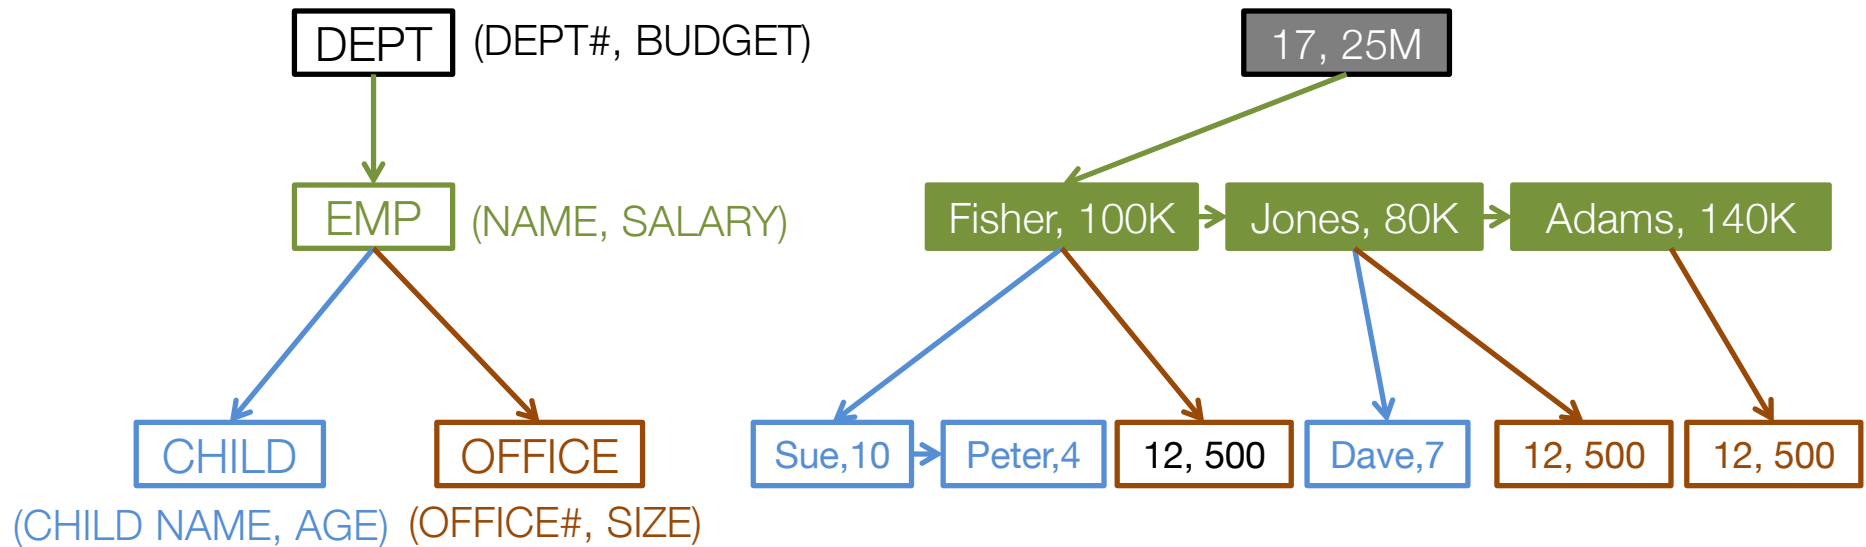 DEPT (DEPT#, BUDGET) 17, 25M
EMP (NAME, SALARY) Fisher, 100K Jones, 80K Adams, 140K
CHILD OFFICE Sue,10 Peter,4 12, 500 Dave,7 12, 500 12, 500
(CHILD NAME, AGE) (OFFICE#, SIZE)